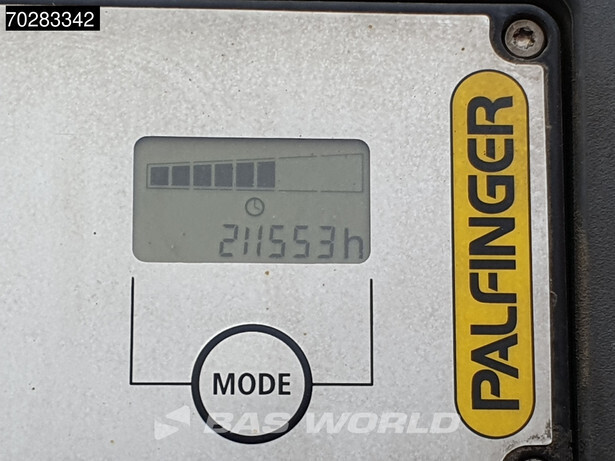 70283342
211553h
MODE
PALFINGER
BAS WORLD